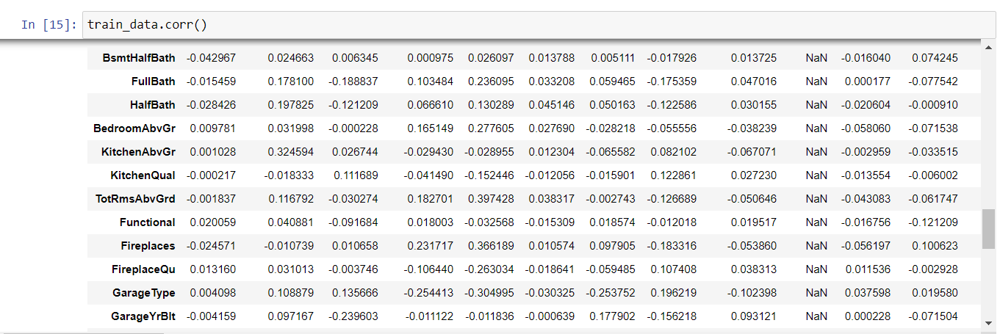 In [15]: train_data.corr()
BsmtHalfBath -0.042967 0.024663 0.006345 0.000975 0.026097 0.013788 0.005111 -0.017926 0.013725 NaN -0.016040 0.074245
FullBath -0.015459 0.178100 -0.188837 0.103484 0.236095 0.033208 0.059465 -0.175359 0.047016 NaN 0.000177 -0.077542
HalfBath -0.028426 0.197825 -0.121209 0.066610 0.130289 0.045146 0.050163 -0.122586 0.030155 NaN -0.020604 -0.000910
BedroomAbvGr 0.009781 0.031998 -0.000228 0.165149 0.277605 0.027690 -0.028218 -0.055556 -0.038239 NaN -0.058060 -0.071538
KitchenAbvGr 0.001028 0.324594 0.026744 -0.029430 -0.028955 0.012304 -0.065582 0.082102 -0.067071 NaN -0.002959 -0.033515
KitchenQual -0.000217 -0.018333 0.111689 -0.041490 -0.152446 -0.012056 -0.015901 0.122861 0.027230 NaN -0.013554 -0.006002
TotRmsAbvGrd -0.001837 0.116792 -0.030274 0.182701 0.397428 0.038317 -0.002743 -0.126689 -0.050646 NaN -0.043083 -0.061747
Functional 0.020059 0.040881 -0.091684 0.018003 -0.032568 -0.015309 0.018574 -0.012018 0.019517 NaN -0.016756 -0.121209
Fireplaces -0.024571 -0.010739 0.010658 0.231717 0.366189 0.010574 0.097905 -0.183316 -0.053860 NaN -0.056197 0.100623
FireplaceQu 0.013160 0.031013 -0.003746 -0.106440 -0.263034 -0.018641 -0.059485 0.107408 0.038313 NaN 0.011536 -0.002928
GarageType 0.004098 0.108879 0.135666 -0.254413 -0.304995 -0.030325 -0.253752 0.196219 -0.102398 NaN 0.037598 0.019580
GarageYrBlt -0.004159 0.097167 -0.239603 -0.011122 -0.011836 -0.000639 0.177902 -0.156218 0.093121 NaN 0.000228 -0.071504